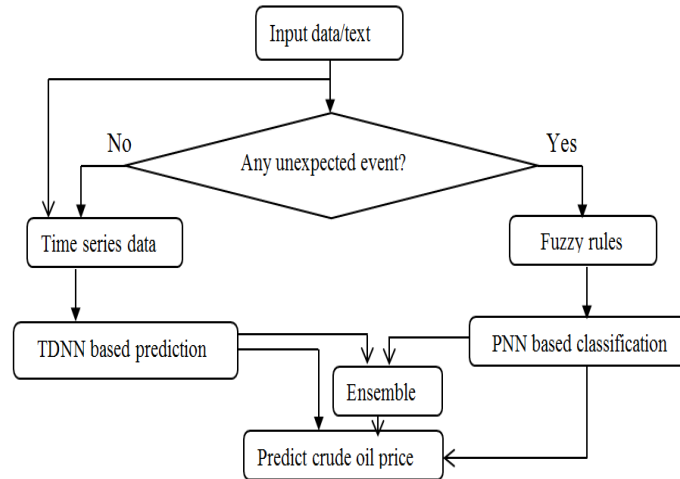 Input data/text
No
Yes
Any unexpected event?
Time series data
Fuzzy rules
TDNN based prediction
PNN based classification
Ensemble
Predict crude oil price